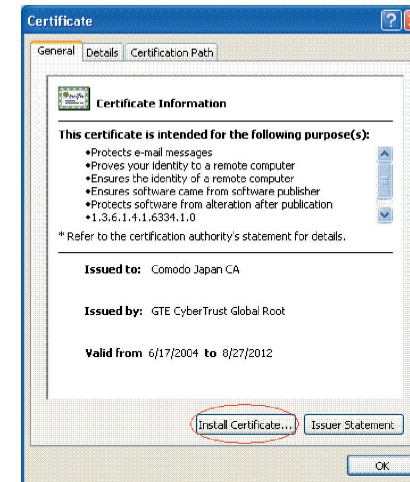 Certificate
General Details Certification Path
Certificate Information
This certificate is intended for the following purpose(s):
•Protects e-mail messages
•Proves your identity to a remote computer
•Ensures the identity of a remote computer
•Ensures software came from software publisher
•Protects software from alteration after publication
•1.3.6.1.4.1.6334.1.0
* Refer to the certification authority's statement for details.
Issued to: Comodo Japan CA
Issued by: GTE CyberTrust Global Root
Valid from 6/17/2004 to 8/27/2012
Install Certificate... Issuer Statement
OK